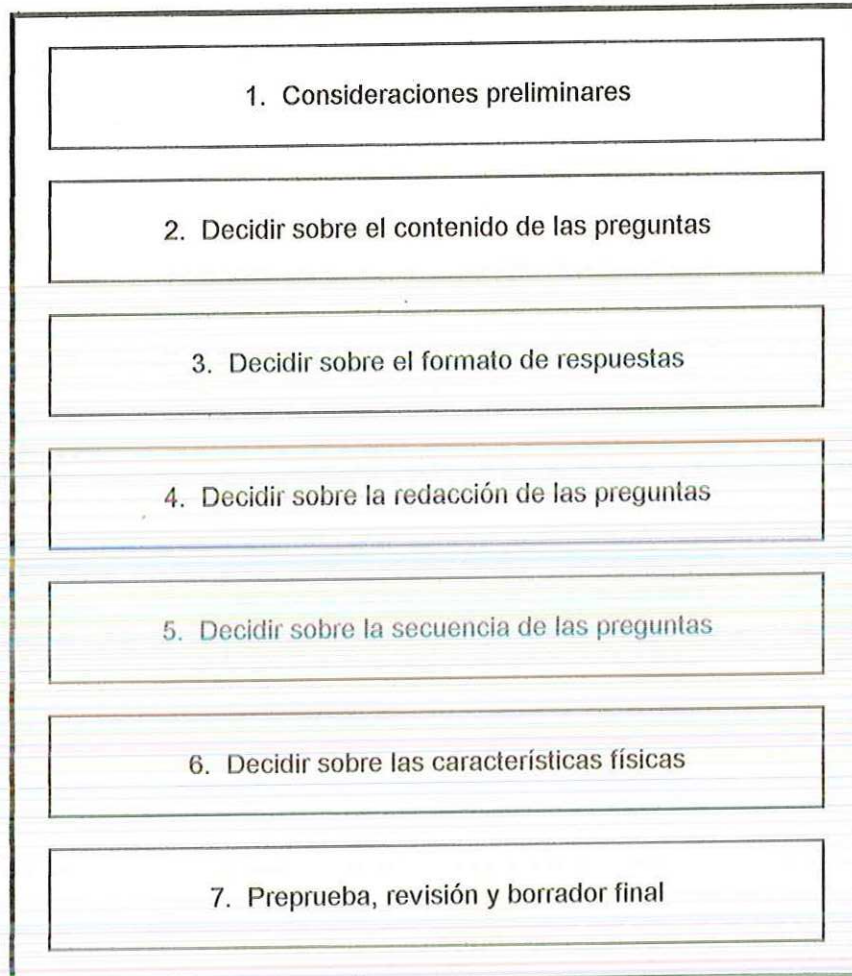 1. Consideraciones preliminares
2. Decidir sobre el contenido de las preguntas
3. Decidir sobre el formato de respuestas
4. Decidir sobre la redacción de las preguntas
5. Decidir sobre la secuencia de las preguntas
6. Decidir sobre las características físicas
7. Preprueba, revisión y borrador final